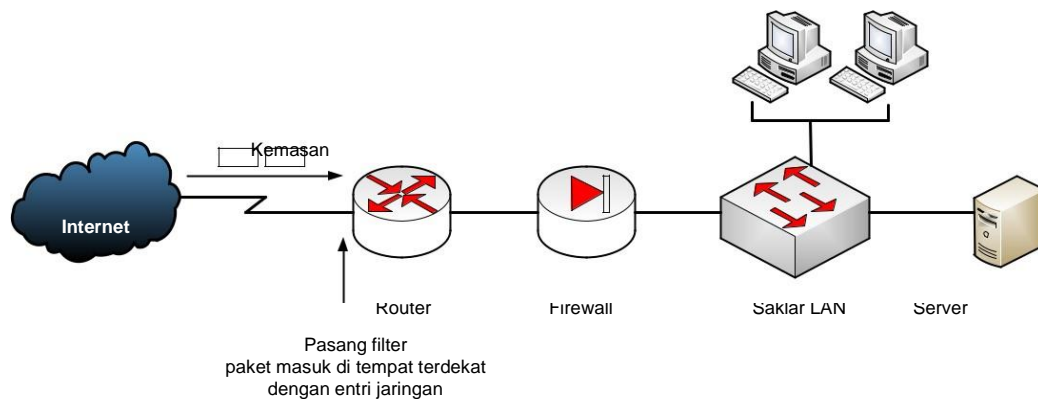 Kemasan
Internet
Router
Firewall
Saklar LAN
Server
Pasang filter
paket masuk di tempat terdekat
dengan entri jaringan